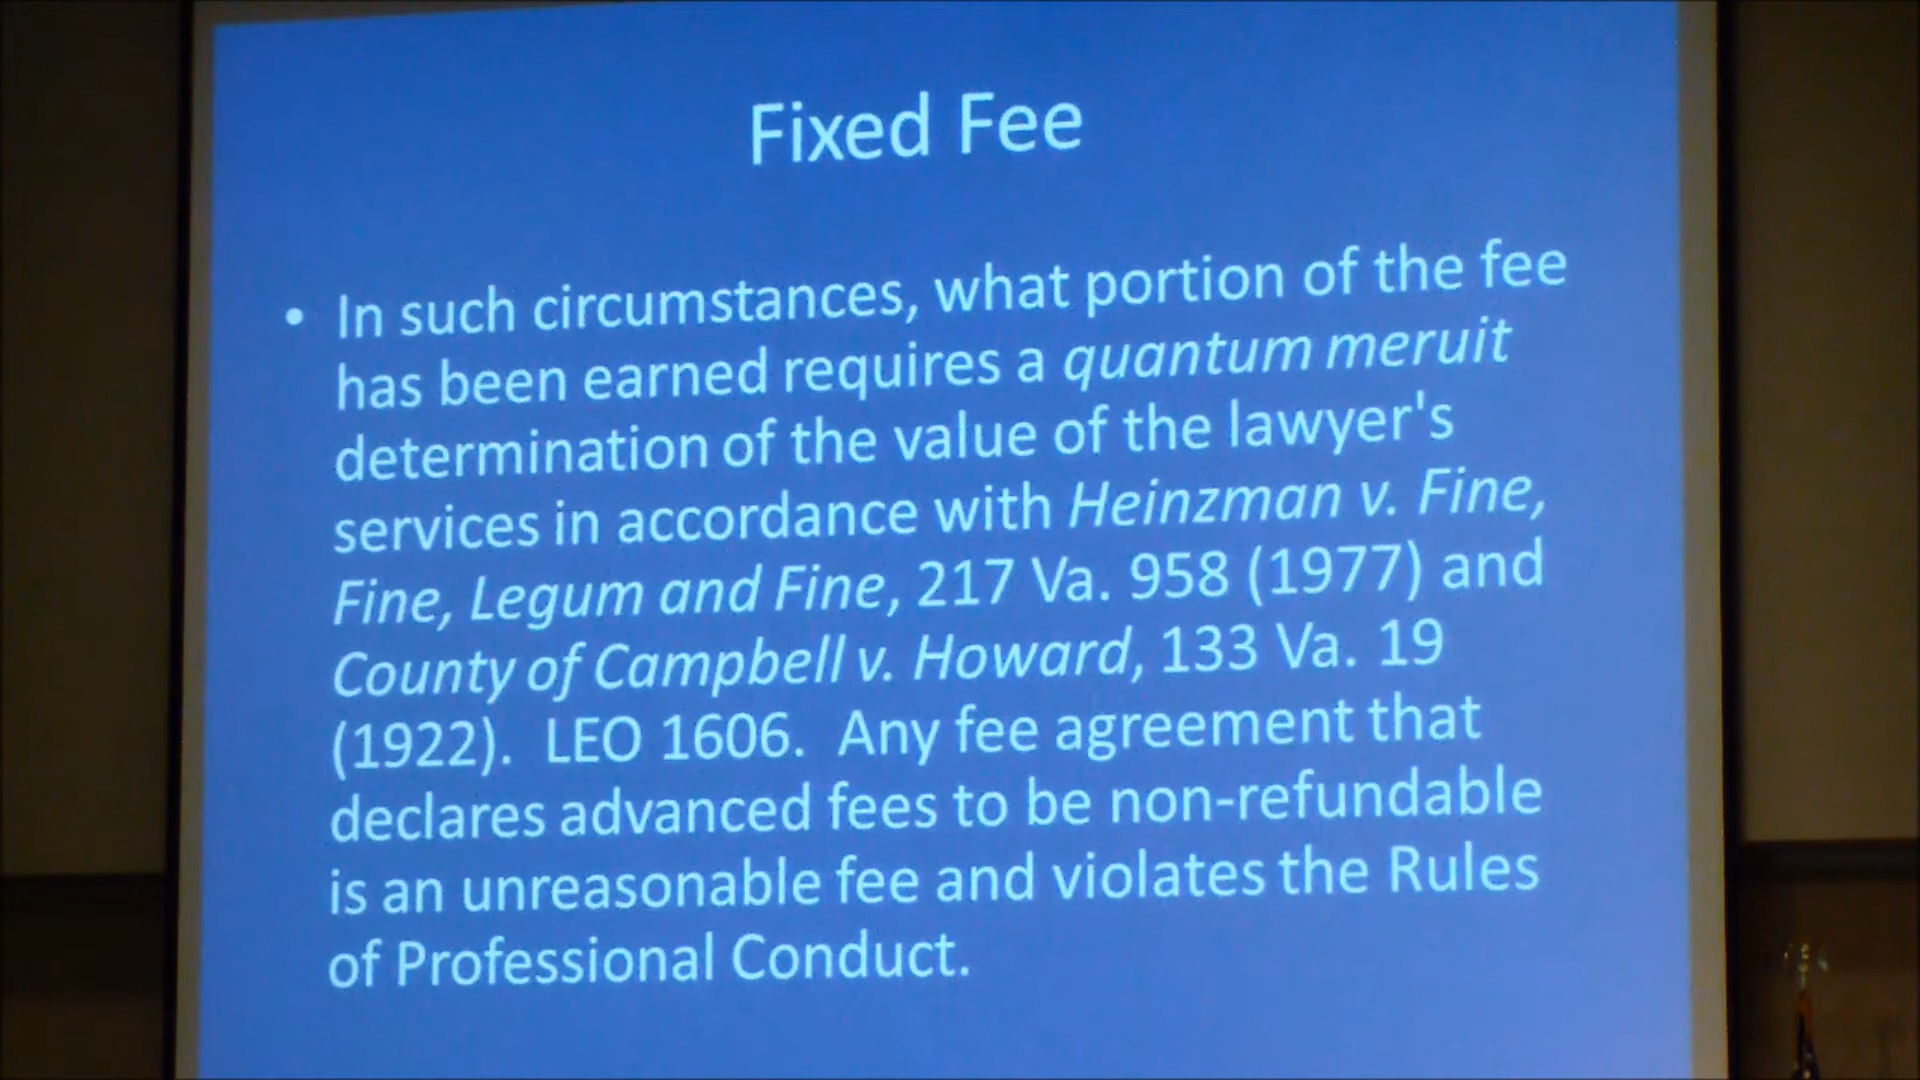 Fixed Fee
• In such circumstances, what portion of the fee
has been earned requires a quantum meruit
determination of the value of the lawyer's
services in accordance with Heinzman v. Fine,
Fine, Legum and Fine, 217 Va. 958 (1977) and
County of Campbell v. Howard, 133 Va. 19
(1922). LEO 1606. Any fee agreement that
declares advanced fees to be non-refundable
is an unreasonable fee and violates the Rules
of Professional Conduct.